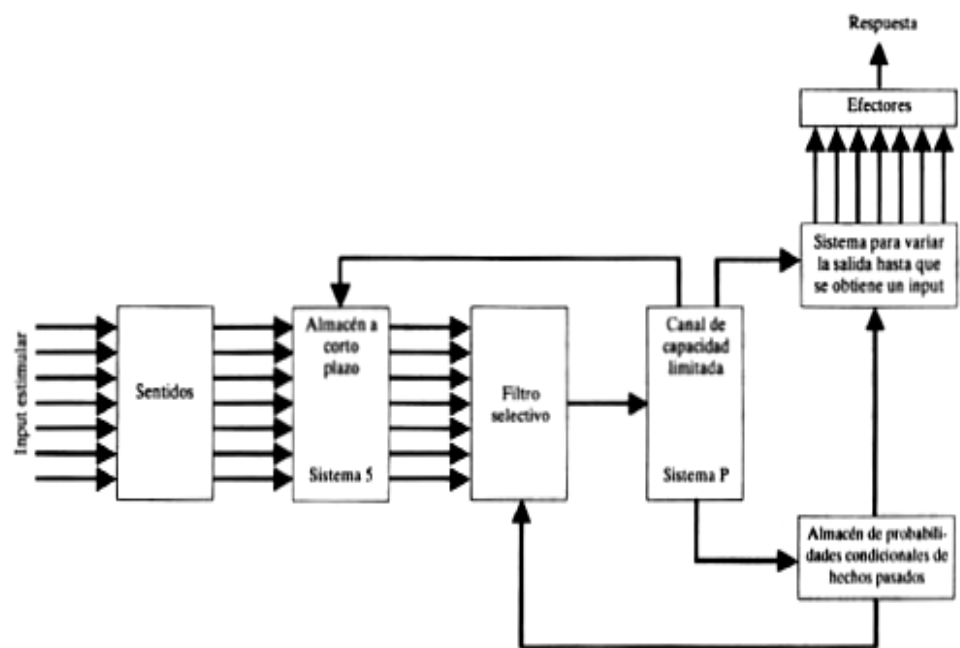 Respuesta
Efectores
Sistema para variar
la salida hasta que
se obtiene un input
Input estimular
Sentidos
Almacén a
corto
plazo
Sistema 5
Filtro
selectivo
Canal de
capacidad
limitada
Sistema P
Almacén de probabili-
dades condicionales de
hechos pasados